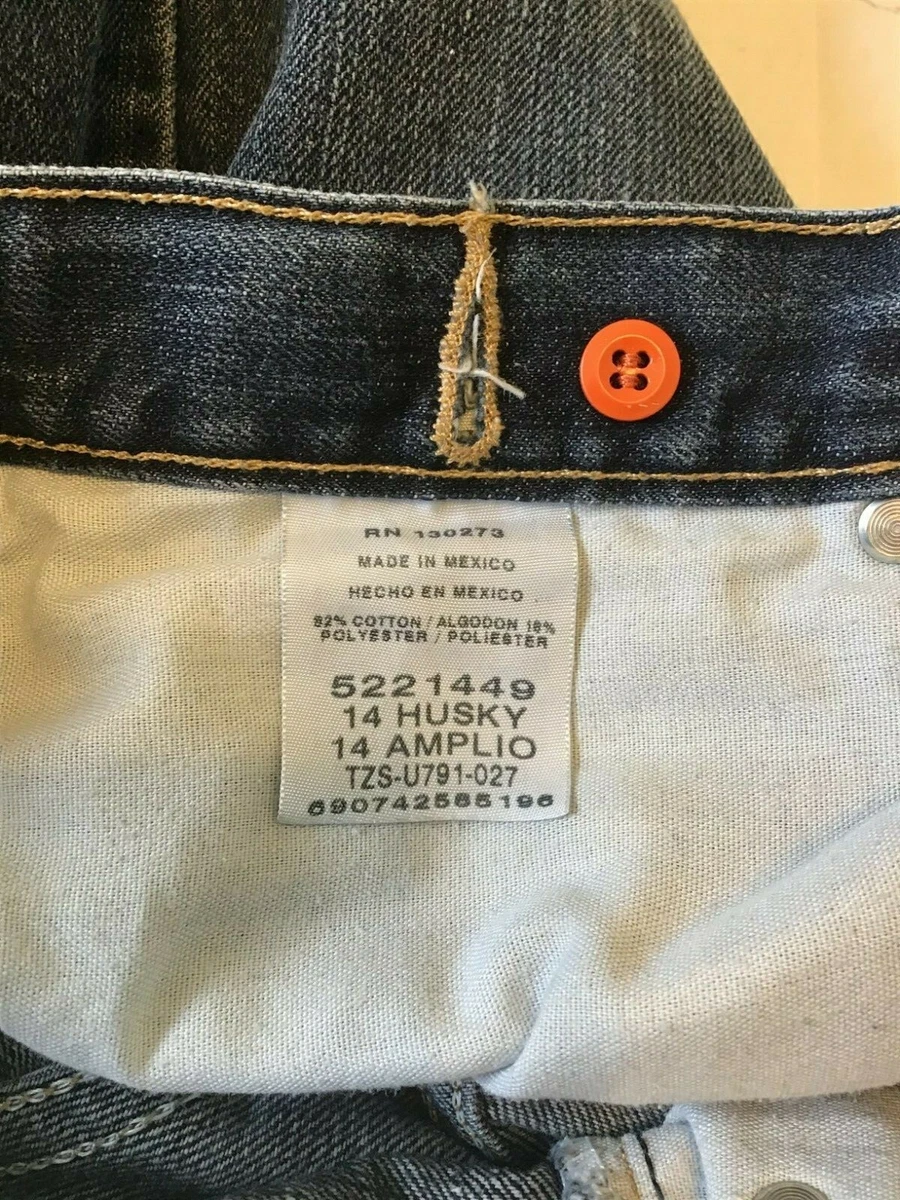 RN 130273
MADE IN MEXICO
HECHO EN MEXICO
82% COTTON / ALGODON 18%
POLYESTER / POLIESTER
5221449
14 HUSKY
14 AMPLIO
TZS-U791-027
690742585196